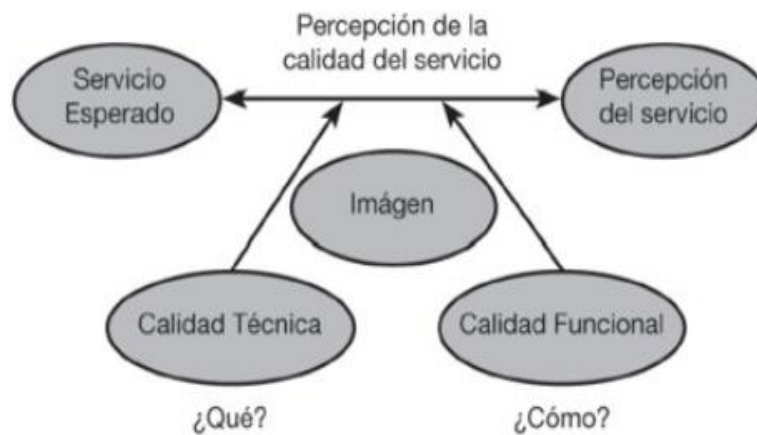 Percepción de la
calidad del servicio
Servicio
Esperado
Percepción
del servicio
Imágen
Calidad Técnica
Calidad Funcional
¿Qué?
¿Cómo?